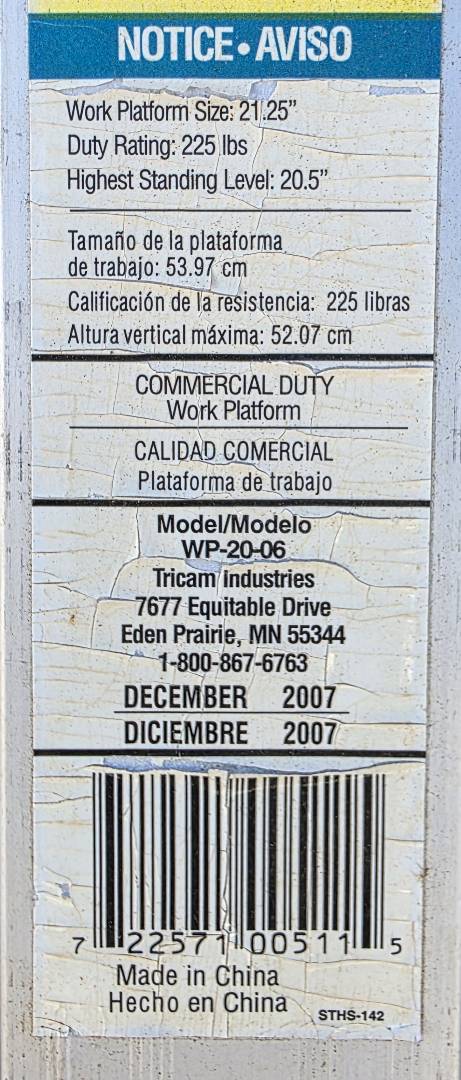 NOTICE • AVISO
Work Platform Size: 21.25”
Duty Rating: 225 lbs
Highest Standing Level: 20.5”
Tamaño de la plataforma
de trabajo: 53.97 cm
Calificación de la resistencia: 225 libras
Altura vertical máxima: 52.07 cm
COMMERCIAL DUTY
Work Platform
CALIDAD COMERCIAL
Plataforma de trabajo
Model/Modelo
WP-20-06
Tricam Industries
7677 Equitable Drive
Eden Prairie, MN 55344
1-800-867-6763
DECEMBER 2007
DICIEMBRE 2007
7 22571 00511 5
Made in China
Hecho en China
STHS-142